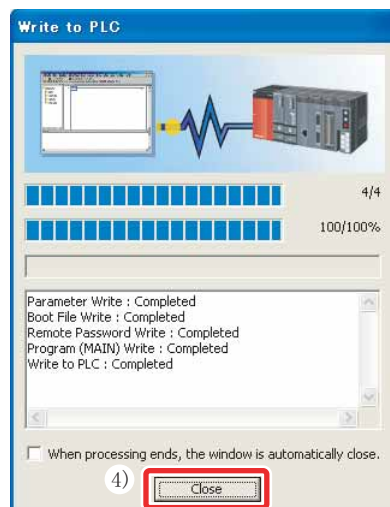 Write to PLC
4/4
100/100%
Parameter Write : Completed
Boot File Write : Completed
Remote Password Write : Completed
Program (MAIN) Write : Completed
Write to PLC : Completed
When processing ends, the window is automatically close.
4)
Close